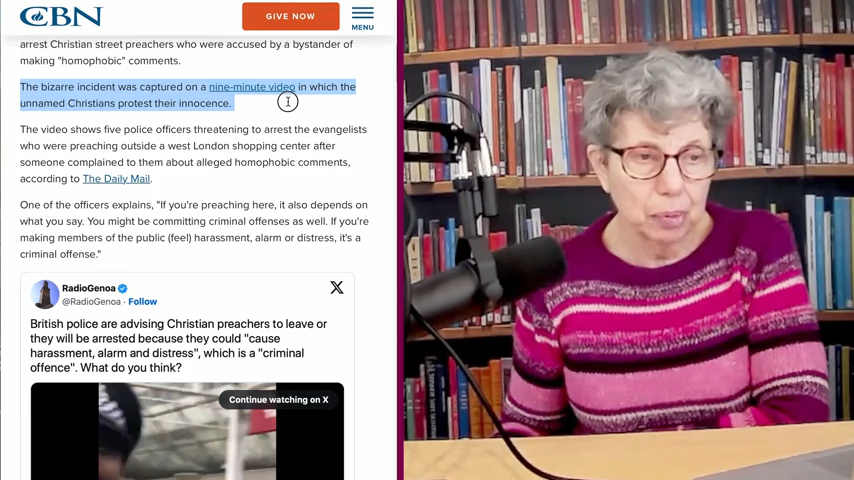 CBN
GIVE NOW
MENU
arrest Christian street preachers who were accused by a bystander of
making "homophobic" comments.
The bizarre incident was captured on a nine-minute video in which the
unnamed Christians protest their innocence.
The video shows five police officers threatening to arrest the evangelists
who were preaching outside a west London shopping center after
someone complained to them about alleged homophobic comments,
according to The Daily Mail.
One of the officers explains, "If you're preaching here, it also depends on
what you say. You might be committing criminal offenses as well. If you're
making members of the public (feel) harassment, alarm or distress, it's a
criminal offense."
RadioGenoa
@RadioGenoa · Follow
British police are advising Christian preachers to leave or
they will be arrested because they could "cause
harassment, alarm and distress", which is a "criminal
offence". What do you think?
Continue watching on X